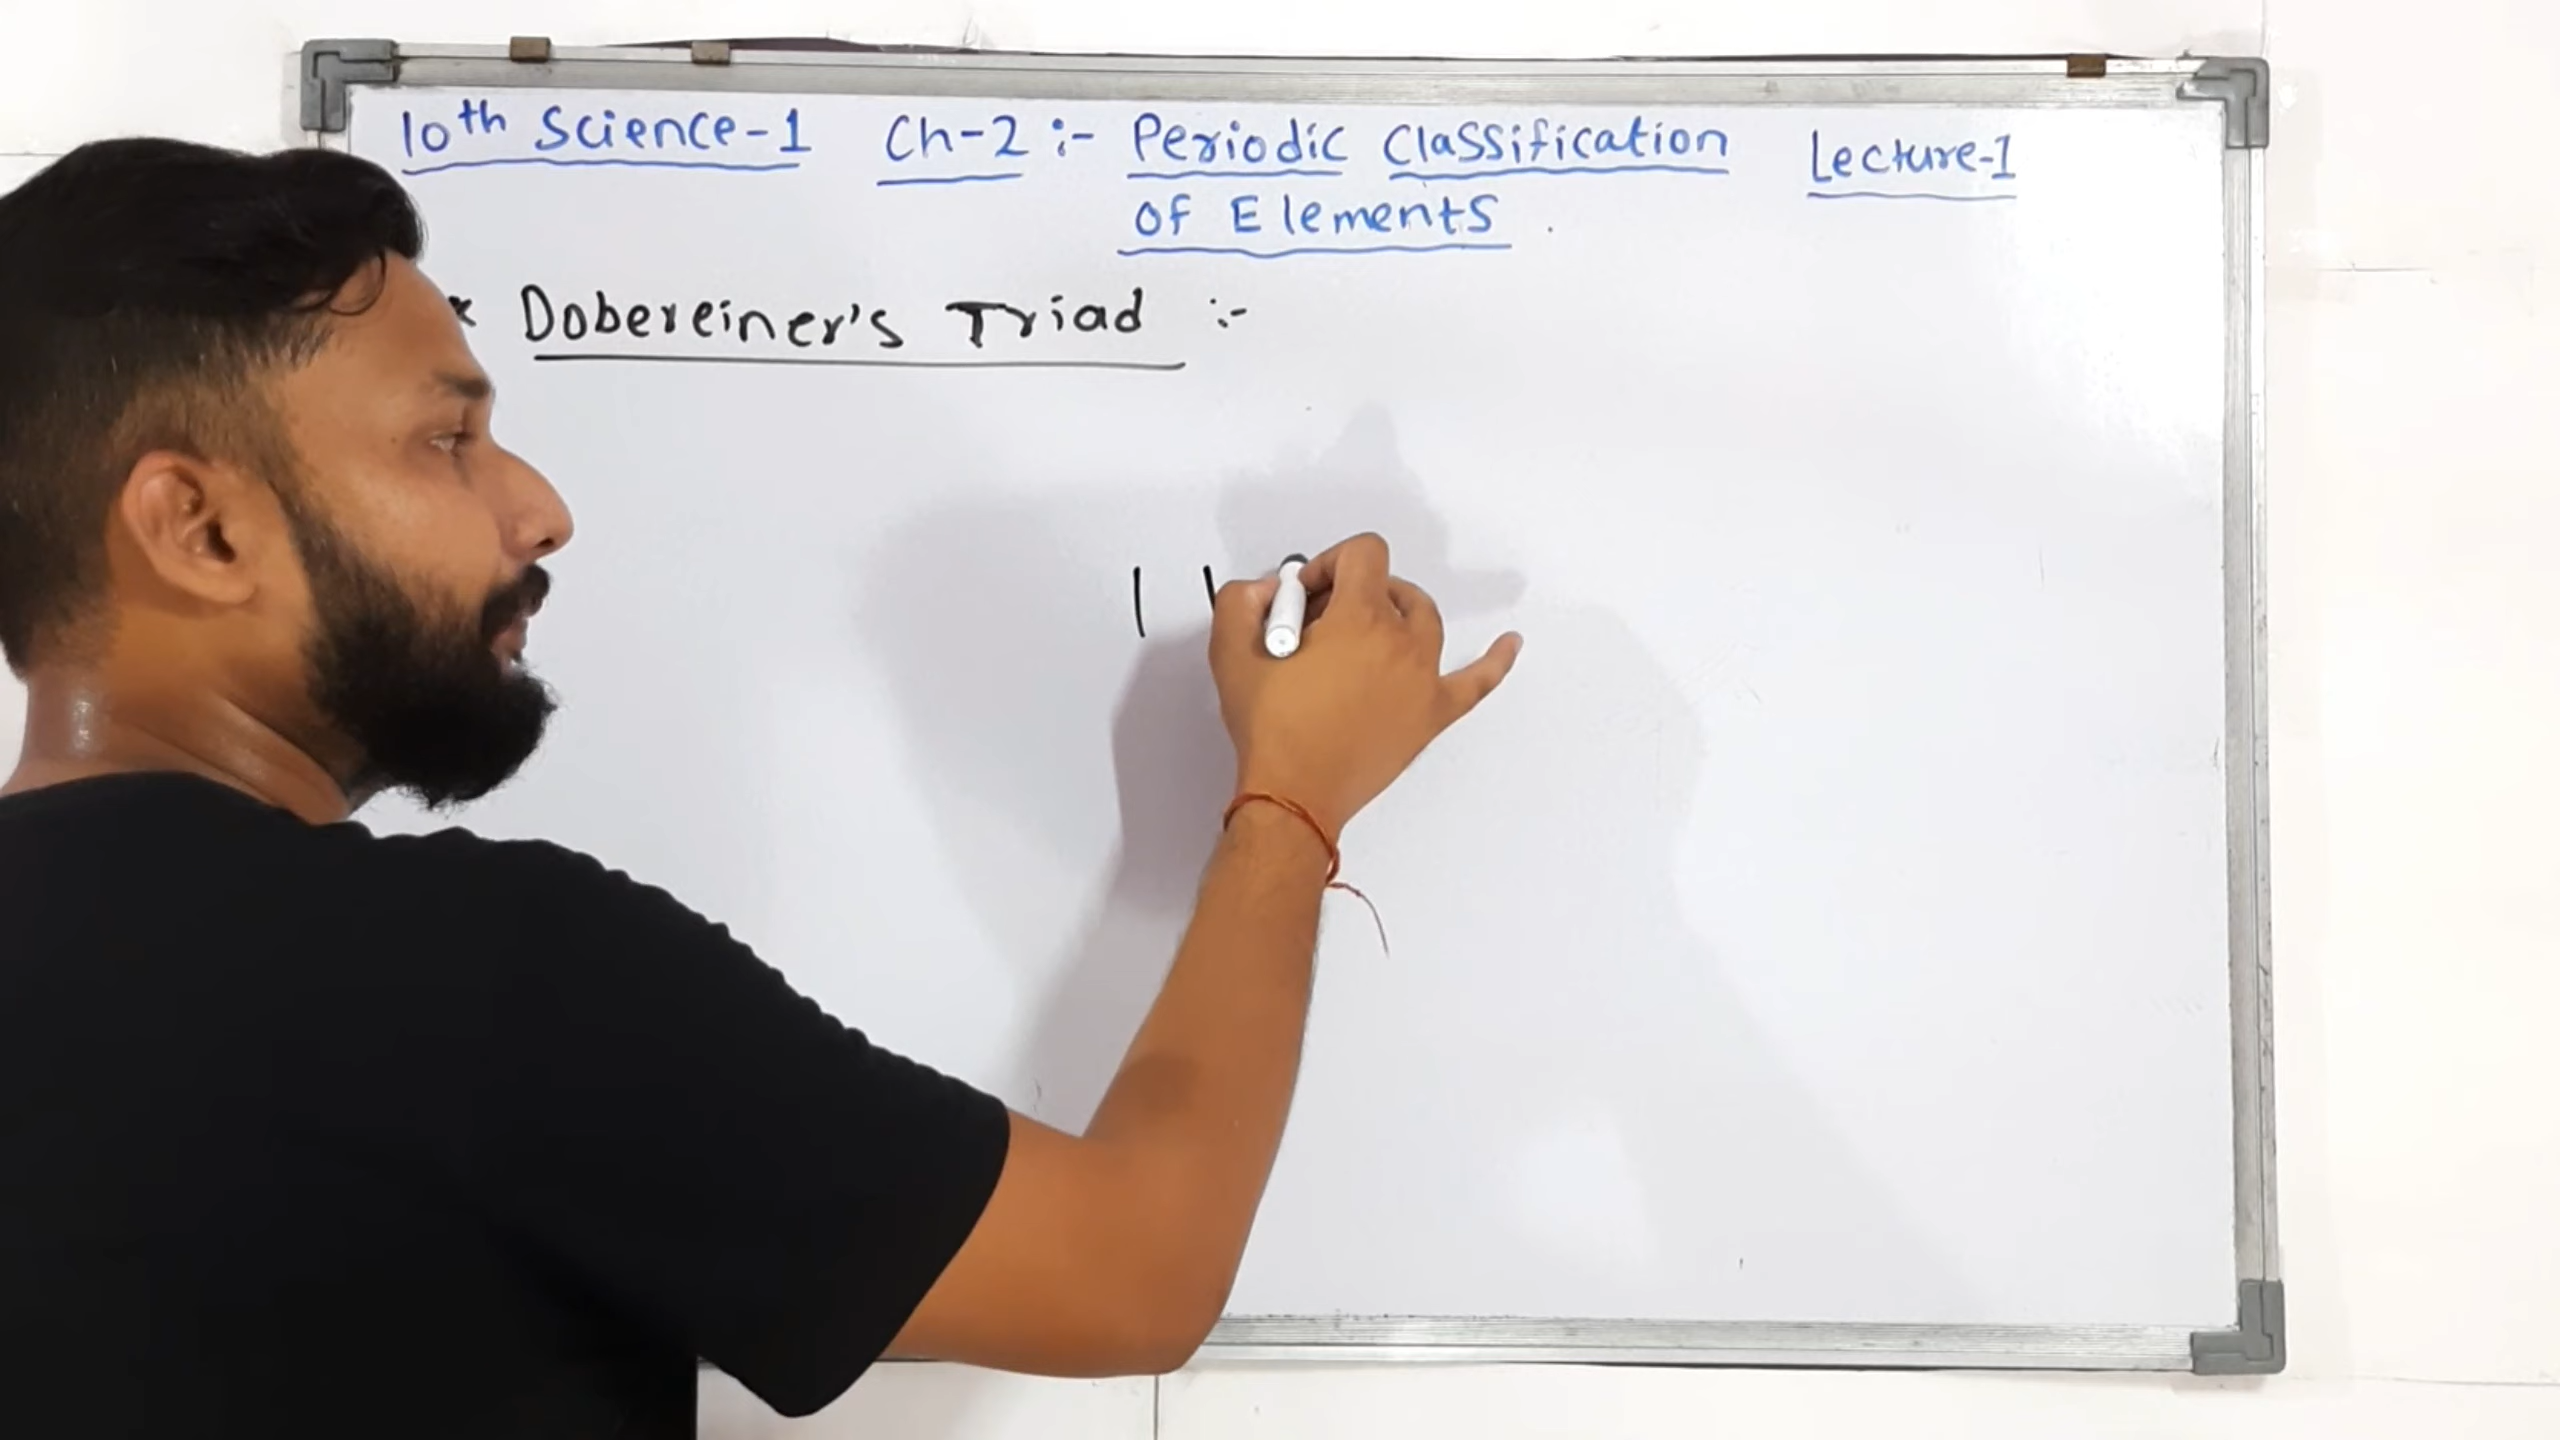 10th Science-1 Ch-2 :- Periodic Classification Lecture-1
of Elements .
* Dobereiner's Triad :-